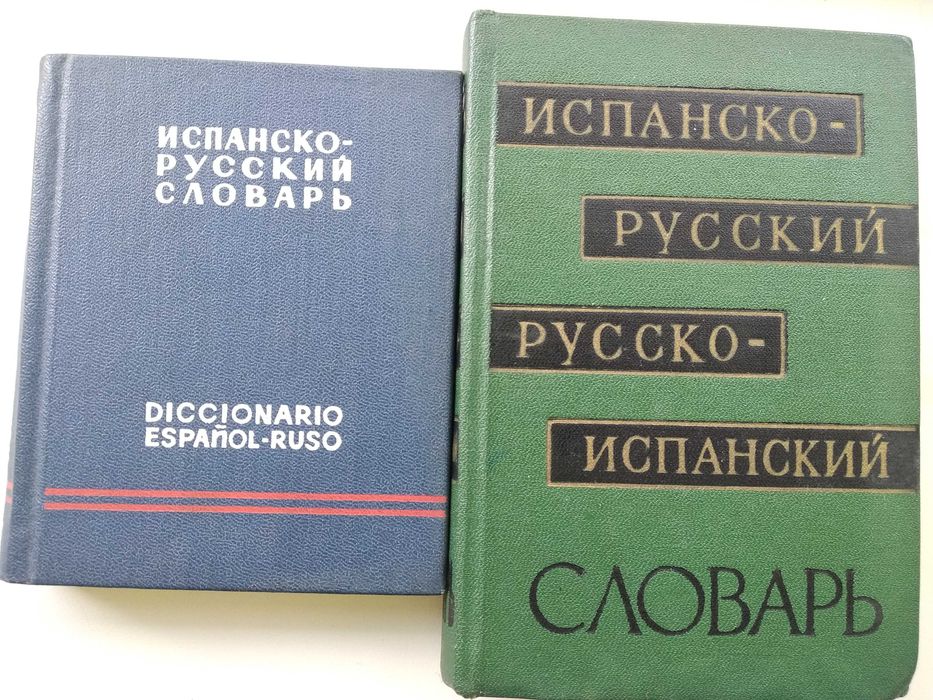 ИСПАНСКО-
РУССКИЙ
СЛОВАРЬ
DICCIONARIO
ESPAÑOL-RUSO
ИСПАНСКО-
РУССКИЙ
РУССКО-
ИСПАНСКИЙ
СЛОВАРЬ